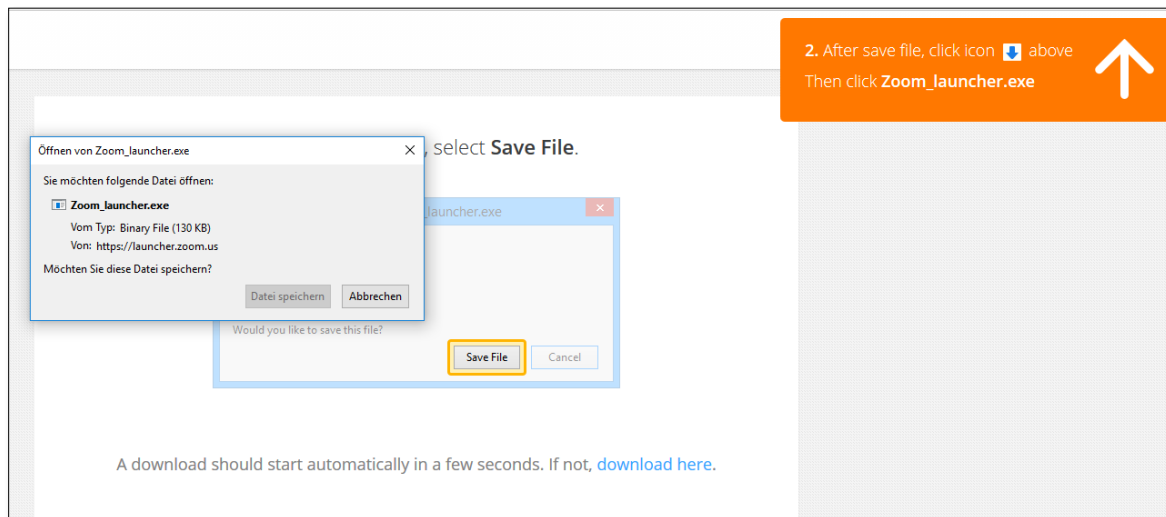 2. After save file, click icon above
Then click Zoom_launcher.exe
, select Save File.
Öffnen von Zoom_launcher.exe
Sie möchten folgende Datei öffnen:
Zoom_launcher.exe
Vom Typ: Binary File (130 KB)
Von: https://launcher.zoom.us
Möchten Sie diese Datei speichern?
Datei speichern Abbrechen
launcher.exe
Would you like to save this file?
Save File Cancel
A download should start automatically in a few seconds. If not, download here.